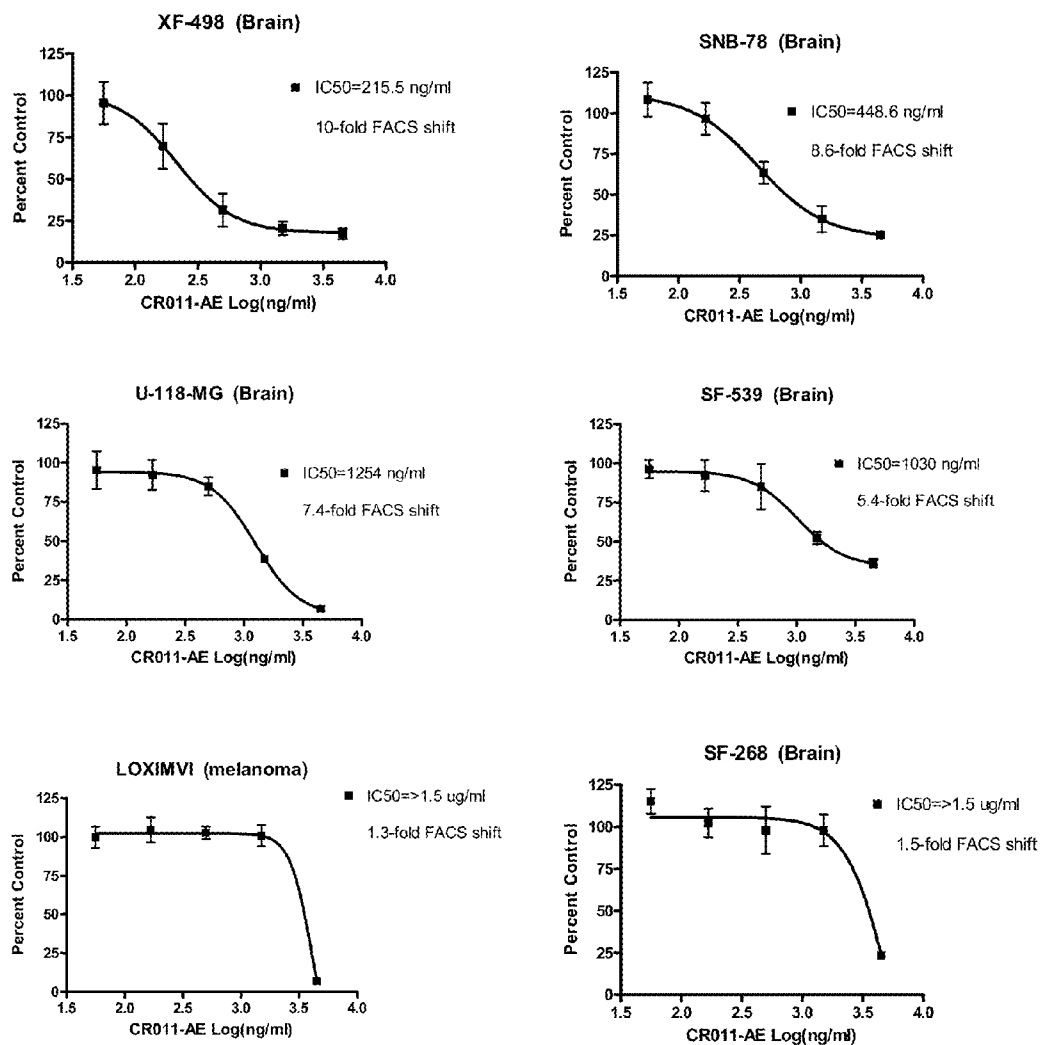 XF-498 (Brain)
125
100
75
50
25
0
Percent Control
IC50=215.5 ng/ml
10-fold FACS shift
1.5 2.0 2.5 3.0 3.5 4.0
CR011-AE Log(ng/ml)
SNB-78 (Brain)
125
100
75
50
25
0
Percent Control
IC50=448.6 ng/ml
8.6-fold FACS shift
1.5 2.0 2.5 3.0 3.5 4.0
CR011-AE Log(ng/ml)
U-118-MG (Brain)
125
100
75
50
25
0
Percent Control
IC50=1254 ng/ml
7.4-fold FACS shift
1.5 2.0 2.5 3.0 3.5 4.0
CR011-AE Log(ng/ml)
SF-539 (Brain)
125
100
75
50
25
0
Percent Control
IC50=1030 ng/ml
5.4-fold FACS shift
1.5 2.0 2.5 3.0 3.5 4.0
CR011-AE Log(ng/ml)
LOXIMVI (melanoma)
125
100
75
50
25
0
Percent Control
IC50=>1.5 ug/ml
1.3-fold FACS shift
1.5 2.0 2.5 3.0 3.5 4.0
CR011-AE Log(ng/ml)
SF-268 (Brain)
125
100
75
50
25
0
Percent Control
IC50=>1.5 ug/ml
1.5-fold FACS shift
1.5 2.0 2.5 3.0 3.5 4.0
CR011-AE Log(ng/ml)